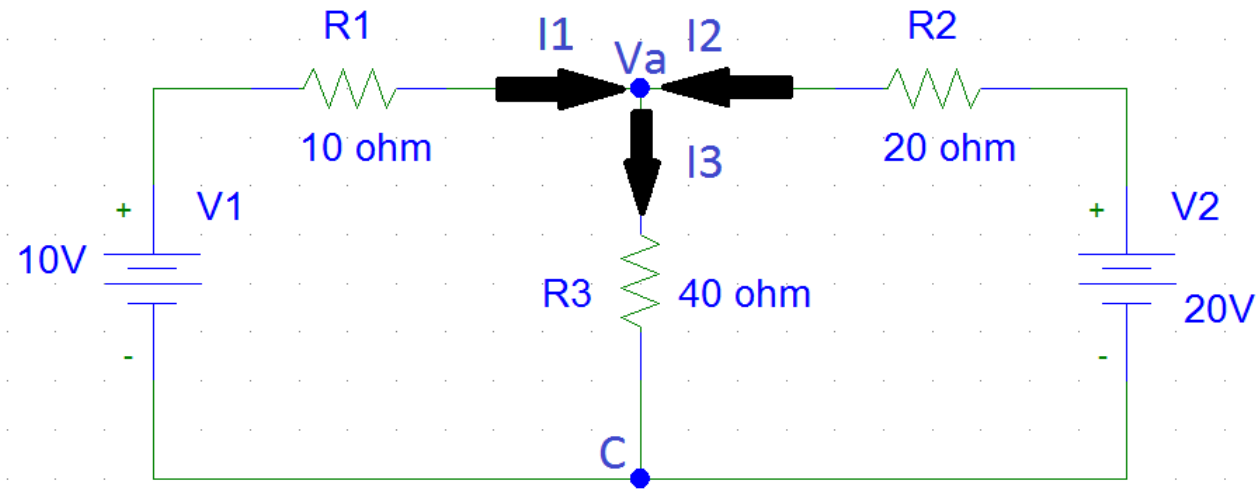 R1
I1
Va
I2
R2
10 ohm
I3
20 ohm
+
V1
10V
-
R3
40 ohm
+
V2
20V
-
C